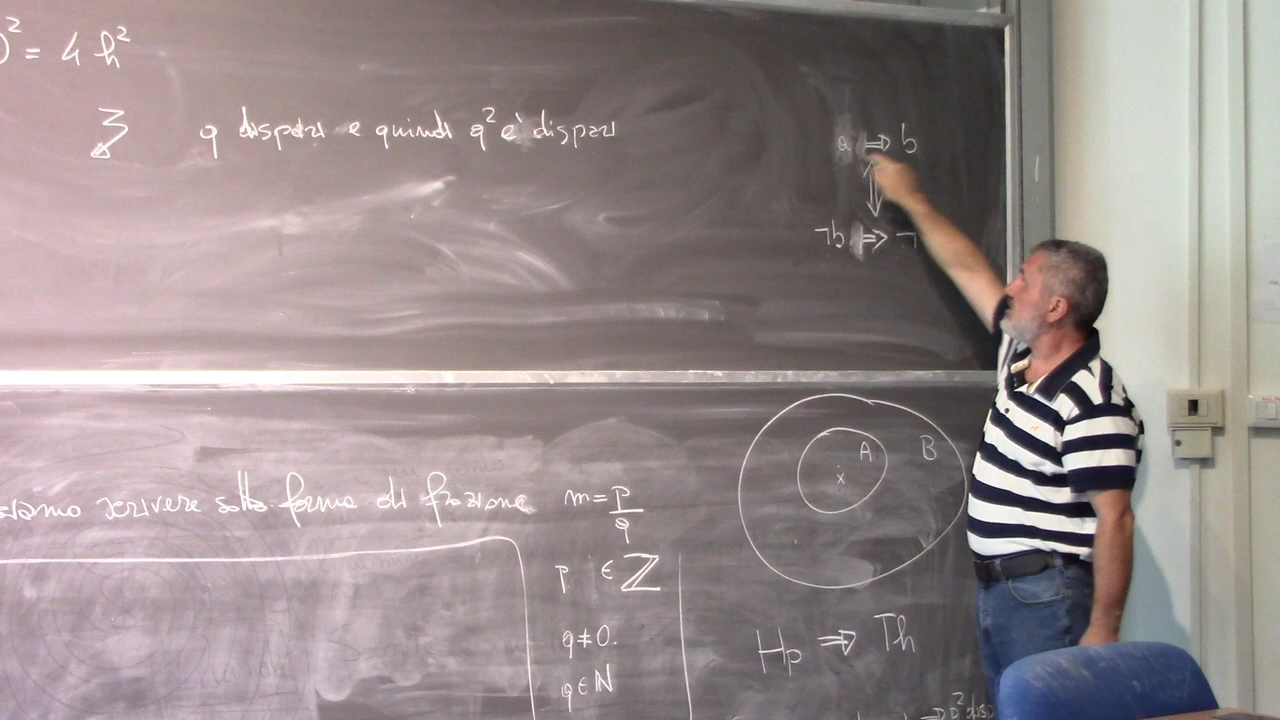 ² = 4 h²
q dispari e quindi q² è dispari
a ⇒ b
⇕
¬b ⇒ ¬
scrivere sotto forma di frazione m = p/q
p ∈ ℤ
q ≠ 0.
q ∈ ℕ
A B
x
Hp ⇒ Th